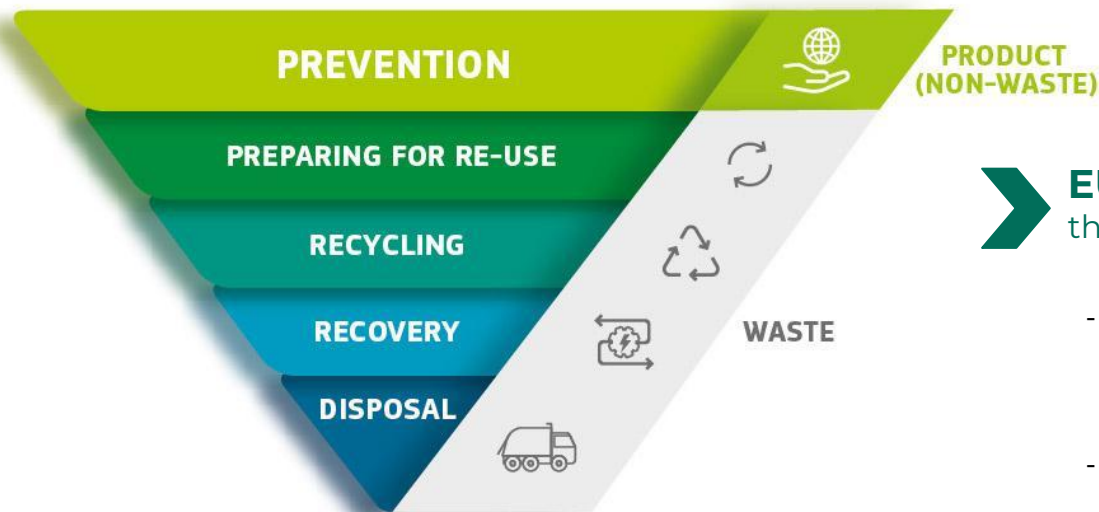 PREVENTION
PRODUCT
(NON-WASTE)
PREPARING FOR RE-USE
RECYCLING
RECOVERY
WASTE
DISPOSAL
-
-